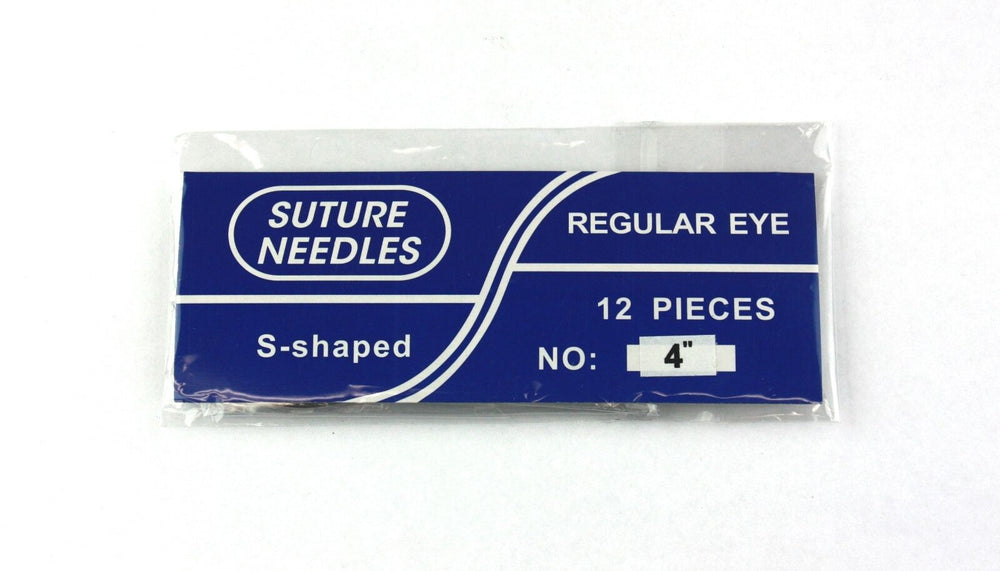 SUTURE
NEEDLES
S-shaped
REGULAR EYE
12 PIECES
NO: 4"